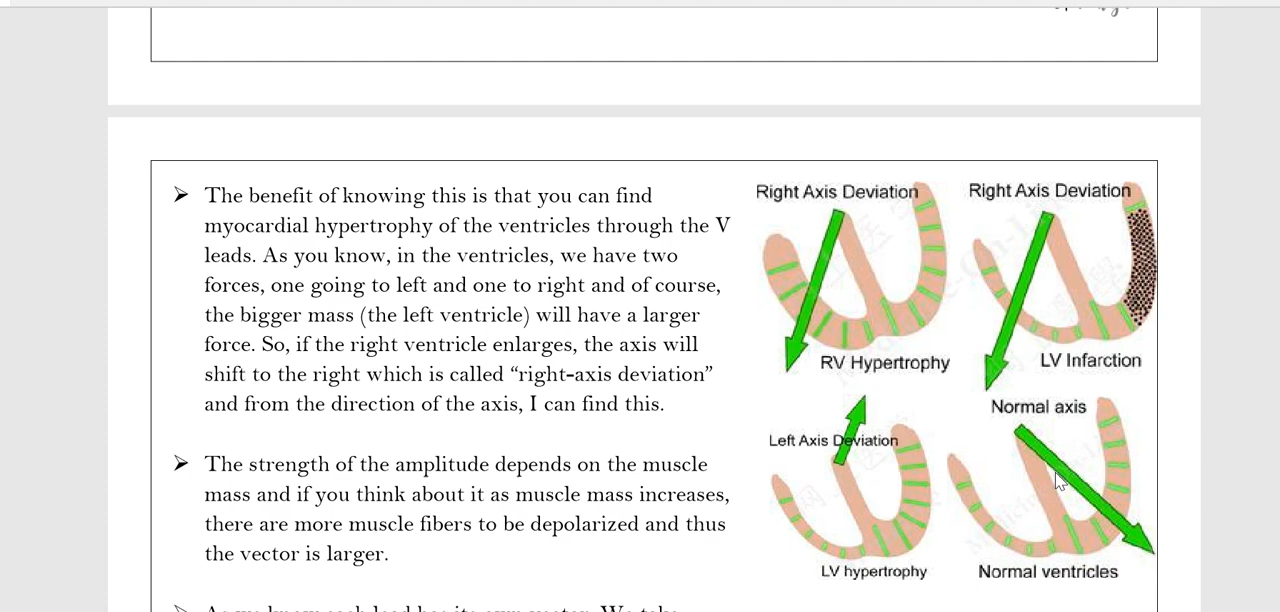 ➢ The benefit of knowing this is that you can find
myocardial hypertrophy of the ventricles through the V
leads. As you know, in the ventricles, we have two
forces, one going to left and one to right and of course,
the bigger mass (the left ventricle) will have a larger
force. So, if the right ventricle enlarges, the axis will
shift to the right which is called “right-axis deviation”
and from the direction of the axis, I can find this.
➢ The strength of the amplitude depends on the muscle
mass and if you think about it as muscle mass increases,
there are more muscle fibers to be depolarized and thus
the vector is larger.
Right Axis Deviation
RV Hypertrophy
Right Axis Deviation
LV Infarction
Left Axis Deviation
LV hypertrophy
Normal axis
Normal ventricles